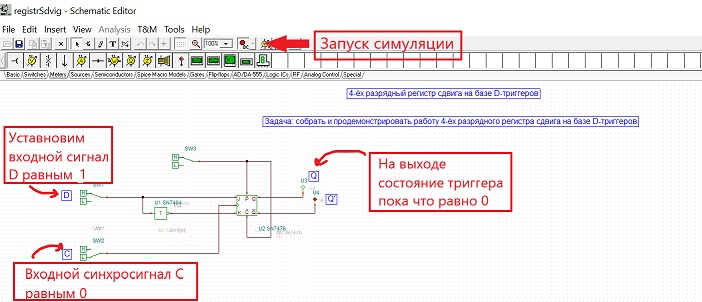 registrSdvig - Schematic Editor
File Edit Insert View Analysis T&M Tools Help
100%
DC
Запуск симуляции
Basic Switches Meters Sources Semiconductors Spice Macro Models Gates Flip-flops AD/DA-555 Logic ICs RF Analog Control Special
4-ёх разрядный регистр сдвига на базе D-триггеров
Задача: собрать и продемонстрировать работу 4-ёх разрядного регистра сдвига на базе D-триггеров
Уставновим
входной сигнал
D равным 1
На выходе
состояние триггера
пока что равно 0
SW3
H
L
Q
U3
U4
Q'
D
H
L
U1 SN7404
1
J P Q
K C Q
U2 SN7476
SW2
H
L
C
Входной синхросигнал C
равным 0